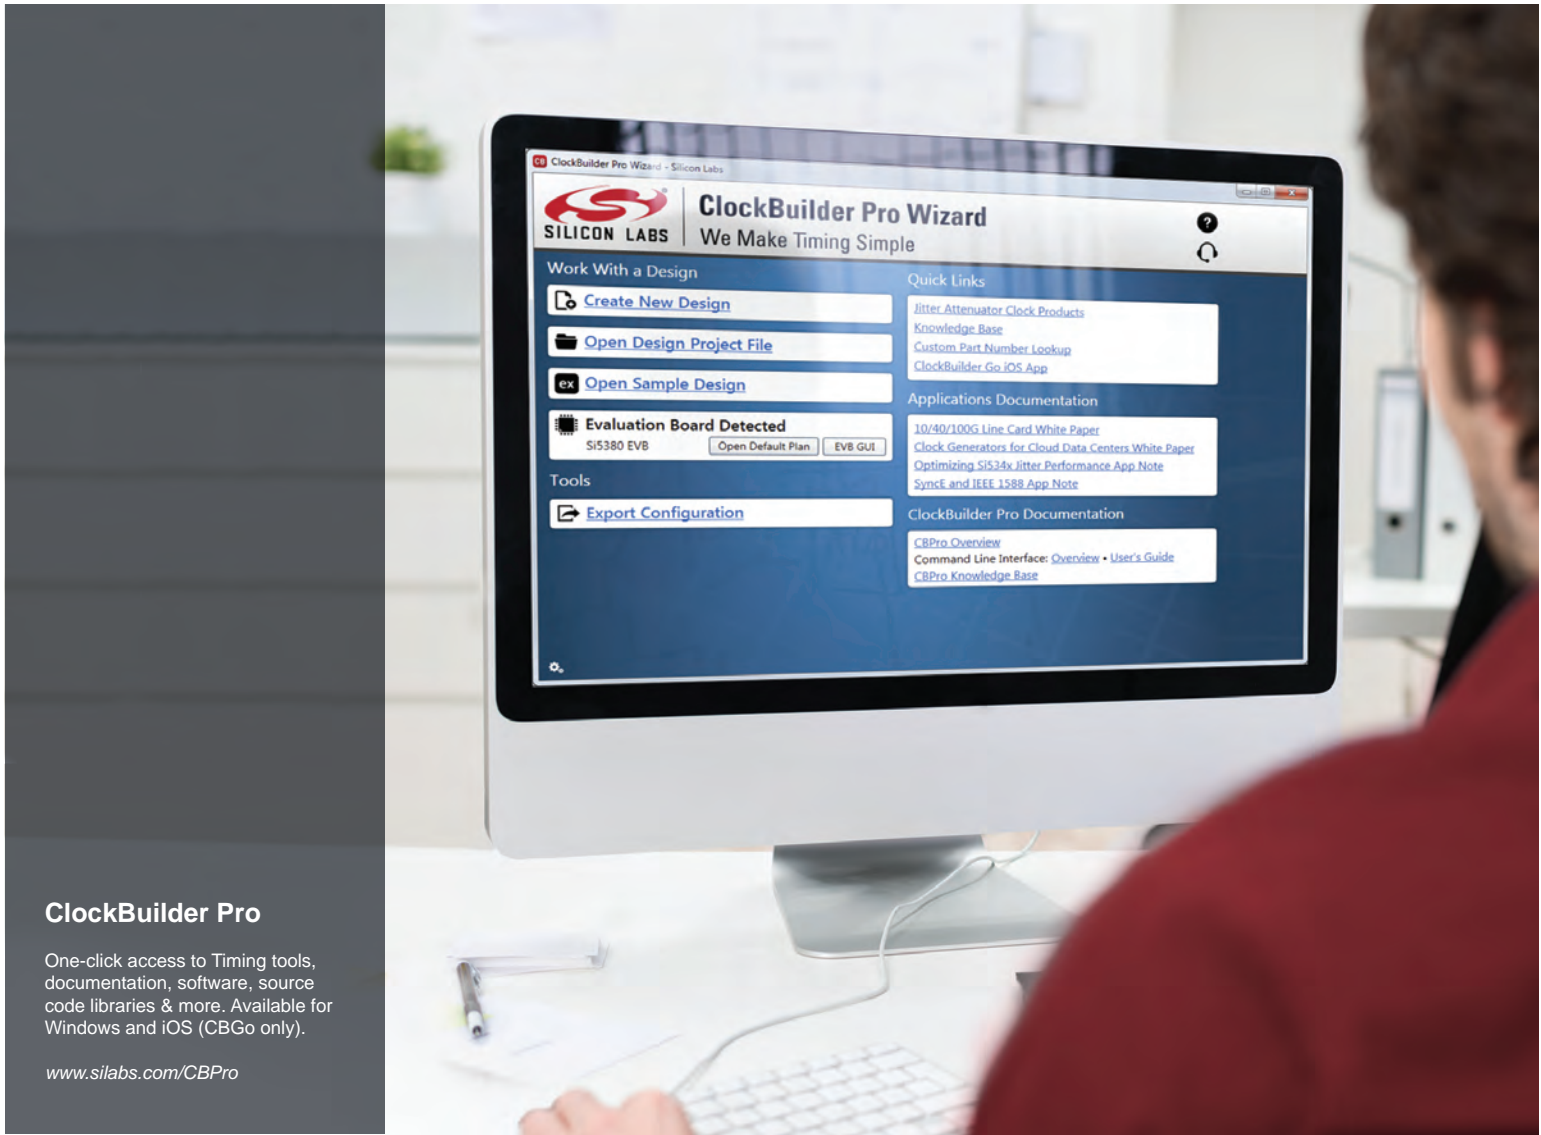 CB ClockBuilder Pro Wizard - Silicon Labs
SILICON LABS
ClockBuilder Pro Wizard
We Make Timing Simple
?
Work With a Design
Create New Design
Open Design Project File
ex Open Sample Design
Evaluation Board Detected
Si5380 EVB
Open Default Plan
EVB GUI
Tools
Export Configuration
Quick Links
Jitter Attenuator Clock Products
Knowledge Base
Custom Part Number Lookup
ClockBuilder Go iOS App
Applications Documentation
10/40/100G Line Card White Paper
Clock Generators for Cloud Data Centers White Paper
Optimizing Si534x Jitter Performance App Note
SyncE and IEEE 1588 App Note
ClockBuilder Pro Documentation
CBPro Overview
Command Line Interface: Overview • User's Guide
CBPro Knowledge Base
ClockBuilder Pro
One-click access to Timing tools,
documentation, software, source
code libraries & more. Available for
Windows and iOS (CBGo only).
www.silabs.com/CBPro